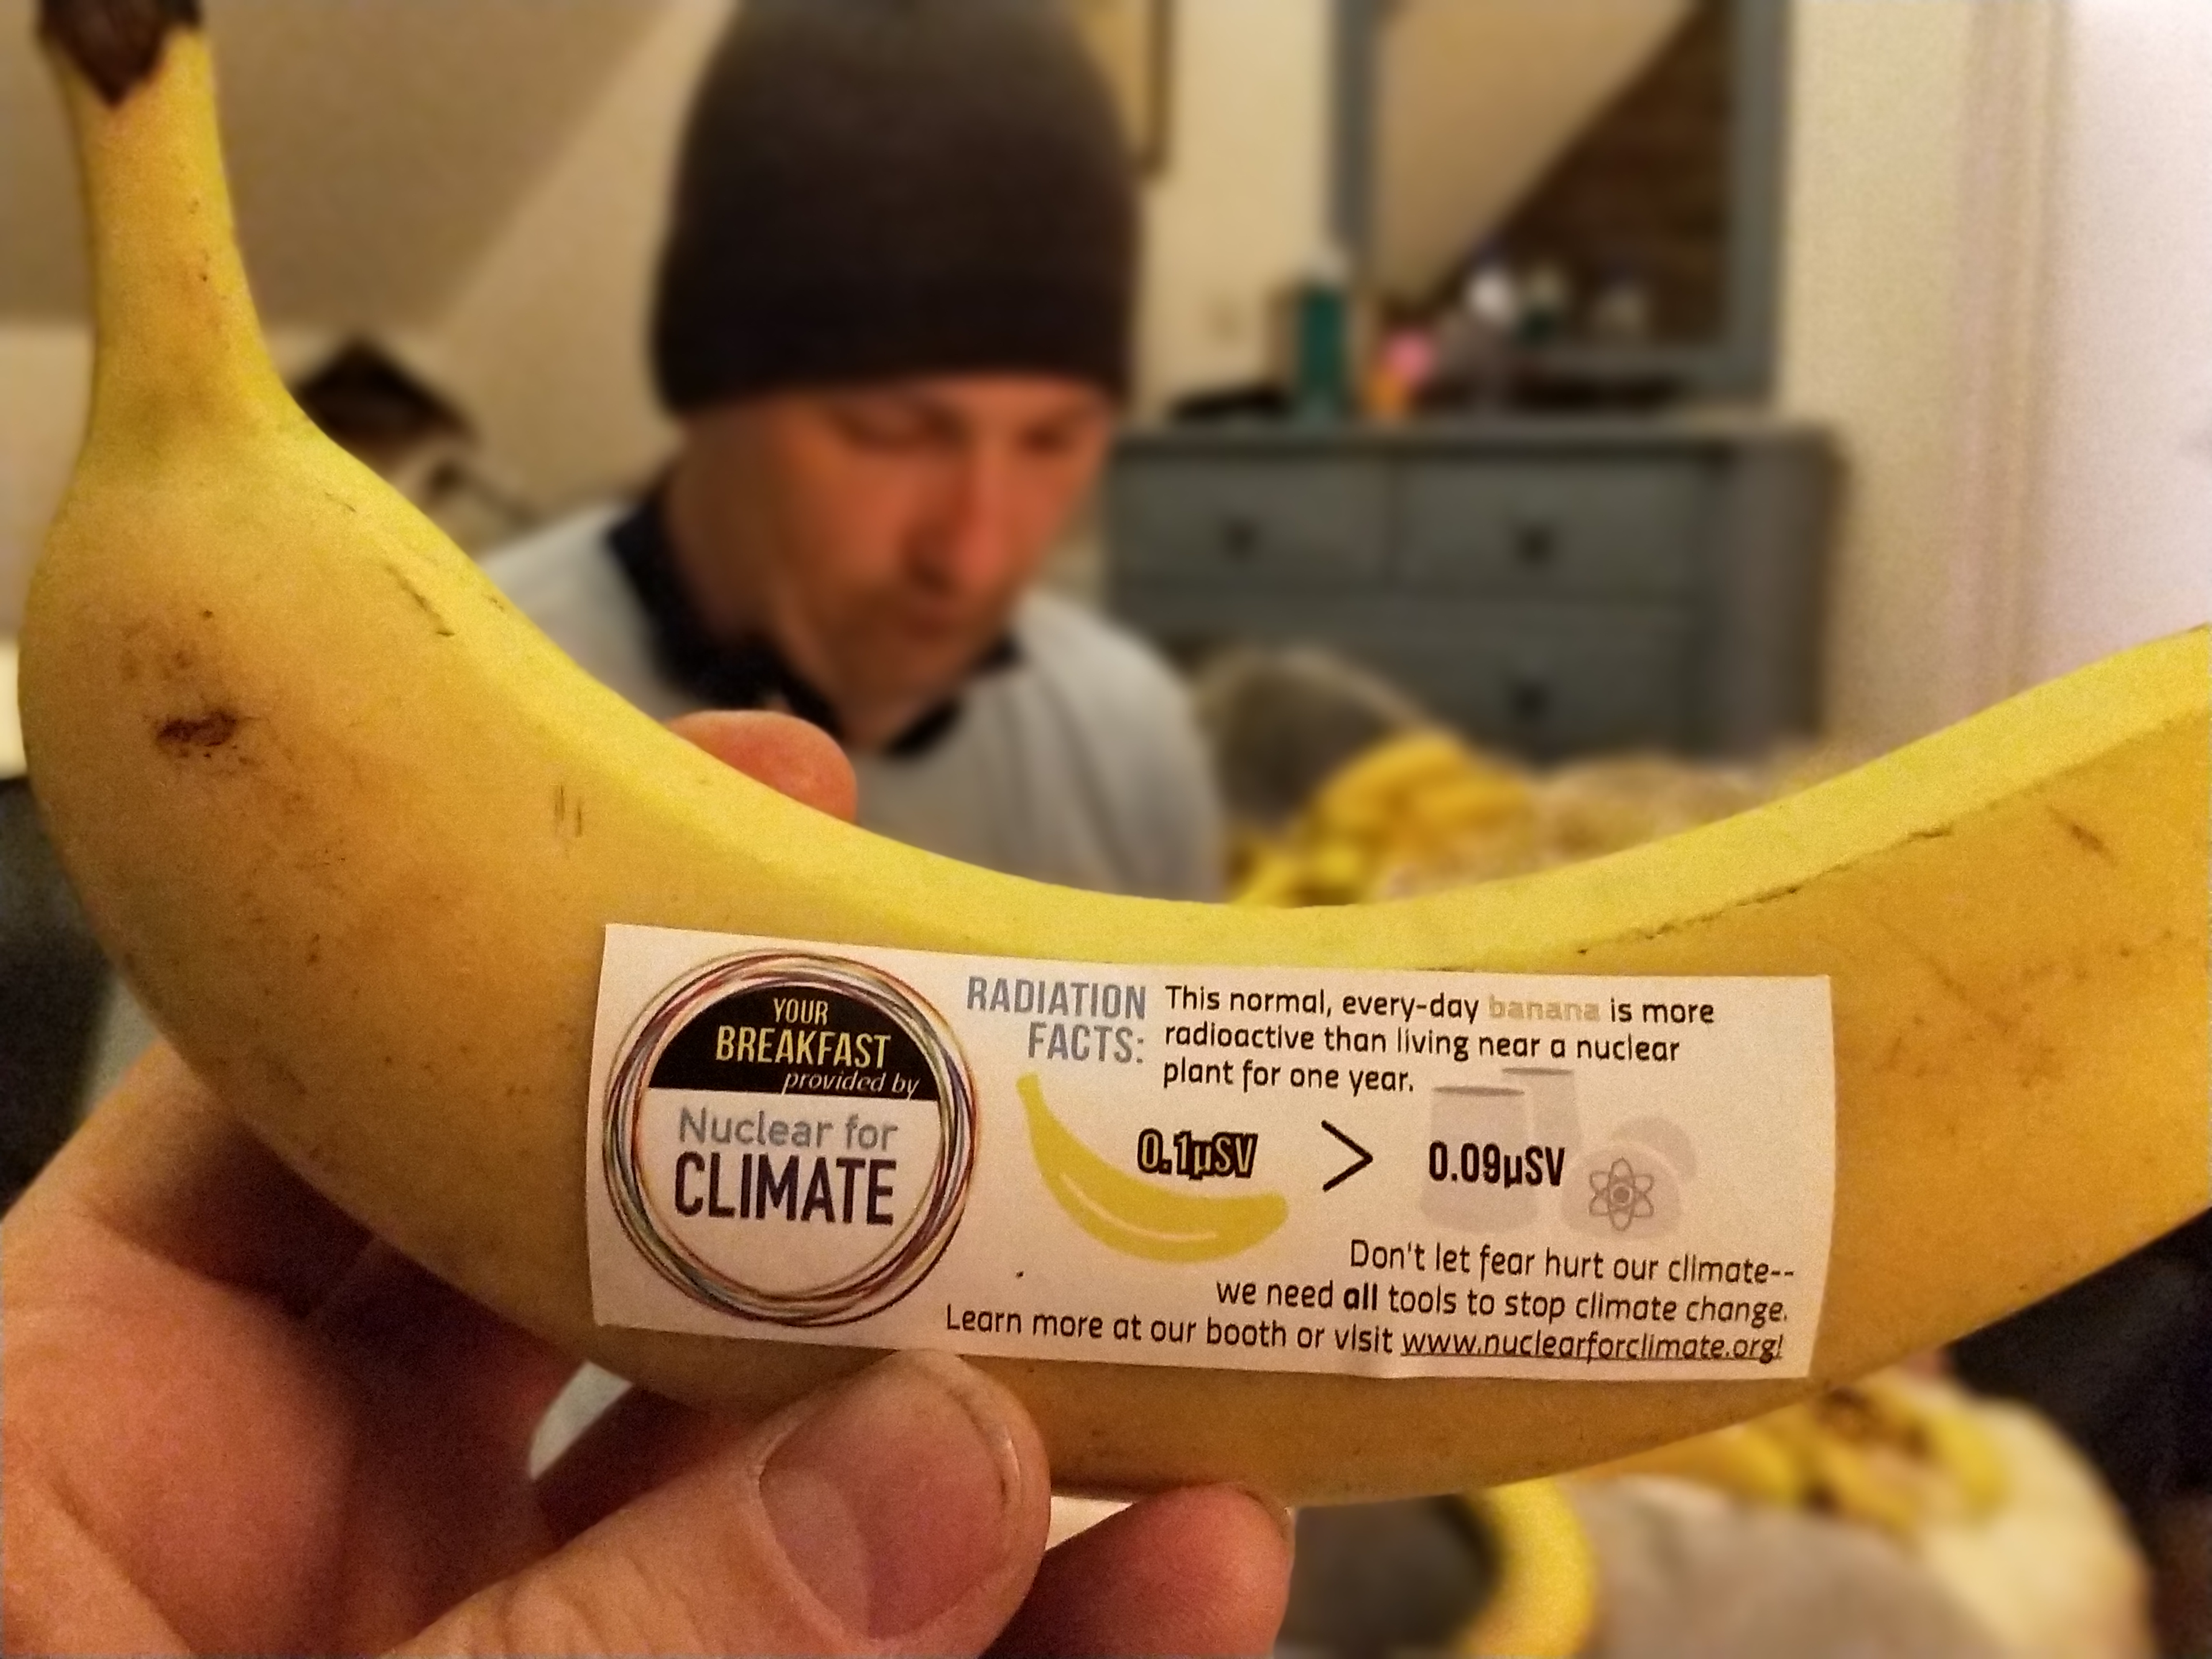 YOUR
BREAKFAST
provided by
Nuclear for
CLIMATE
RADIATION
FACTS:
This normal, every-day banana is more
radioactive than living near a nuclear
plant for one year.
0.1µSV > 0.09µSV
Don't let fear hurt our climate--
we need all tools to stop climate change.
Learn more at our booth or visit www.nuclearforclimate.org!